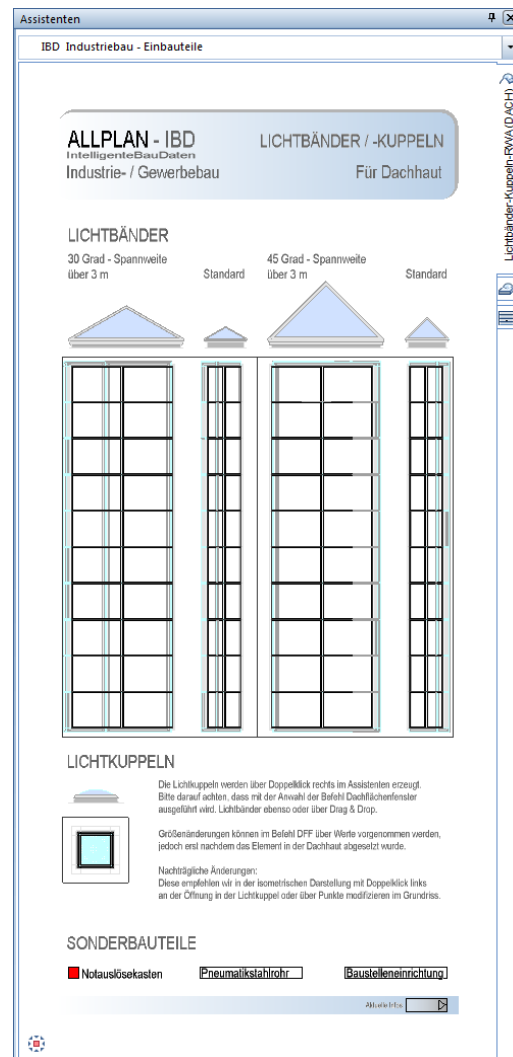 Assistenten
IBD Industriebau - Einbauteile
Lichtbänder-Kuppeln-RWA(DACH)
ALLPLAN - IBD
IntelligenteBauDaten
Industrie- / Gewerbebau
LICHTBÄNDER / -KUPPELN
Für Dachhaut
LICHTBÄNDER
30 Grad - Spannweite
über 3 m
Standard
45 Grad - Spannweite
über 3 m
Standard
LICHTKUPPELN
Die Lichtkuppeln werden über Doppelklick rechts im Assistenten erzeugt.
Bitte darauf achten, dass mit der Anwahl der Befehl Dachflächenfenster
ausgeführt wird. Lichtbänder ebenso oder über Drag & Drop.
Größenänderungen können im Befehl DFF über Werte vorgenommen werden,
jedoch erst nachdem das Element in der Dachhaut abgesetzt wurde.
Nachträgliche Änderungen:
Diese empfehlen wir in der isometrischen Darstellung mit Doppelklick links
an der Öffnung in der Lichtkuppel oder über Punkte modifizieren im Grundriss.
SONDERBAUTEILE
Notauslösekasten
Pneumatikstahlrohr
Baustelleneinrichtung
Aktuelle Infos